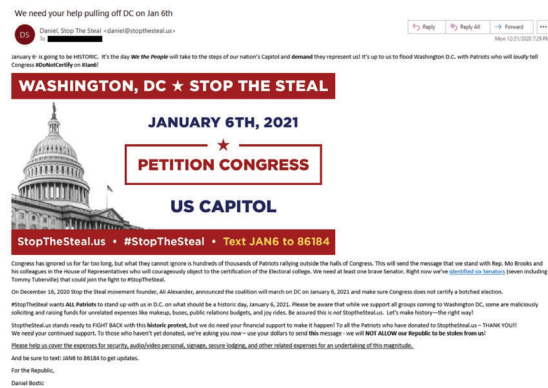 We need your help pulling off DC on Jan 6th
Reply
Reply All
Forward
DS
Daniel, Stop The Steal <daniel@stopthesteal.us>
To
Mon 12/21/2020 7:29 PM
January 6 is going to be HISTORIC. It's the day We the People will take to the steps of our nation's Capitol and demand they represent us! It's up to us to flood Washington D.C. with Patriots who will loudly tell
Congress #DoNotCertify on #Jan6!
WASHINGTON, DC ★ STOP THE STEAL
JANUARY 6TH, 2021
PETITION CONGRESS
US CAPITOL
StopTheSteal.us • #StopTheSteal • Text JAN6 to 86184
Congress has ignored us for far too long, but what they cannot ignore is hundreds of thousands of Patriots rallying outside the halls of Congress. This will send the message that we stand with Rep. Mo Brooks and
his colleagues in the House of Representatives who will courageously object to the certification of the Electoral college. We need at least one brave Senator. Right now we've identified six Senators (seven including
Tommy Tuberville) that could join the fight to #StopTheSteal.
On December 16, 2020 Stop the Steal movement founder, Ali Alexander, announced the coalition will march on DC on January 6, 2021 and make sure Congress does not certify a botched election.
#StopTheSteal wants ALL Patriots to stand up with us in D.C. on what should be a historic day, January 6, 2021. Please be aware that while we support all groups coming to Washington DC, some are maliciously
soliciting and raising funds for unrelated expenses like makeup, buses, public relations budgets, and joy rides. Be assured this is not StopTheSteal.us. Let's make history—the right way!
StoptheSteal.us stands ready to FIGHT BACK with this historic protest, but we do need your financial support to make it happen! To all the Patriots who have donated to StoptheSteal.us – THANK YOU!!
We need your continued support. To those who haven't yet donated, we're asking you now – use your dollars to send this message - we will NOT ALLOW our Republic to be stolen from us!
Please help us cover the expenses for security, audio/video personal, signage, secure lodging, and other related expenses for an undertaking of this magnitude.
And be sure to text: JAN6 to 86184 to get updates.
For the Republic,
Daniel Bostic